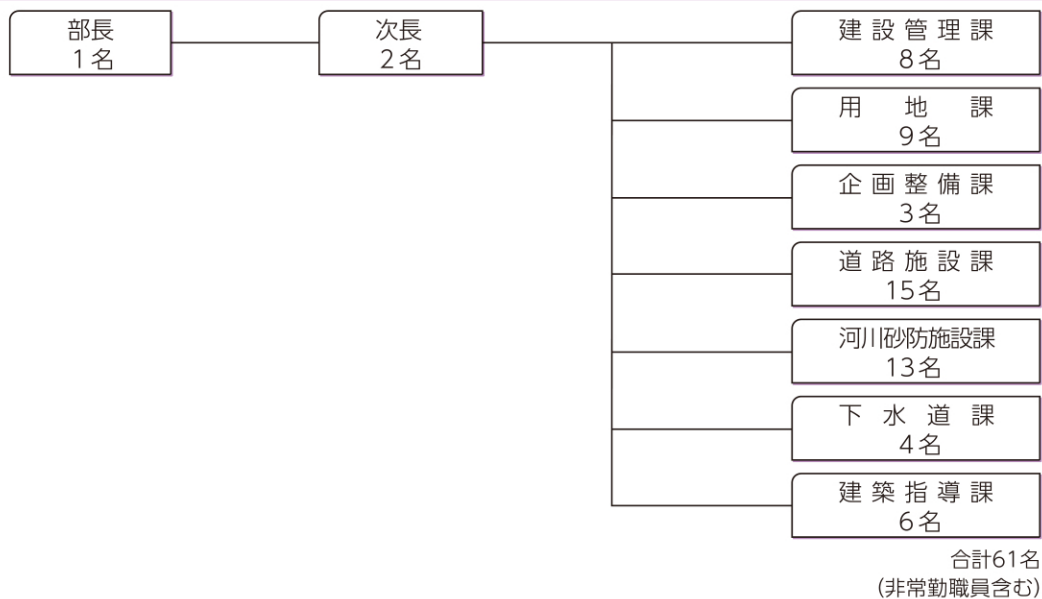 部長
1名
次長
2名
建設管理課
8名
用地課
9名
企画整備課
3名
道路施設課
15名
河川砂防施設課
13名
下水道課
4名
建築指導課
6名
合計61名
(非常勤職員含む)